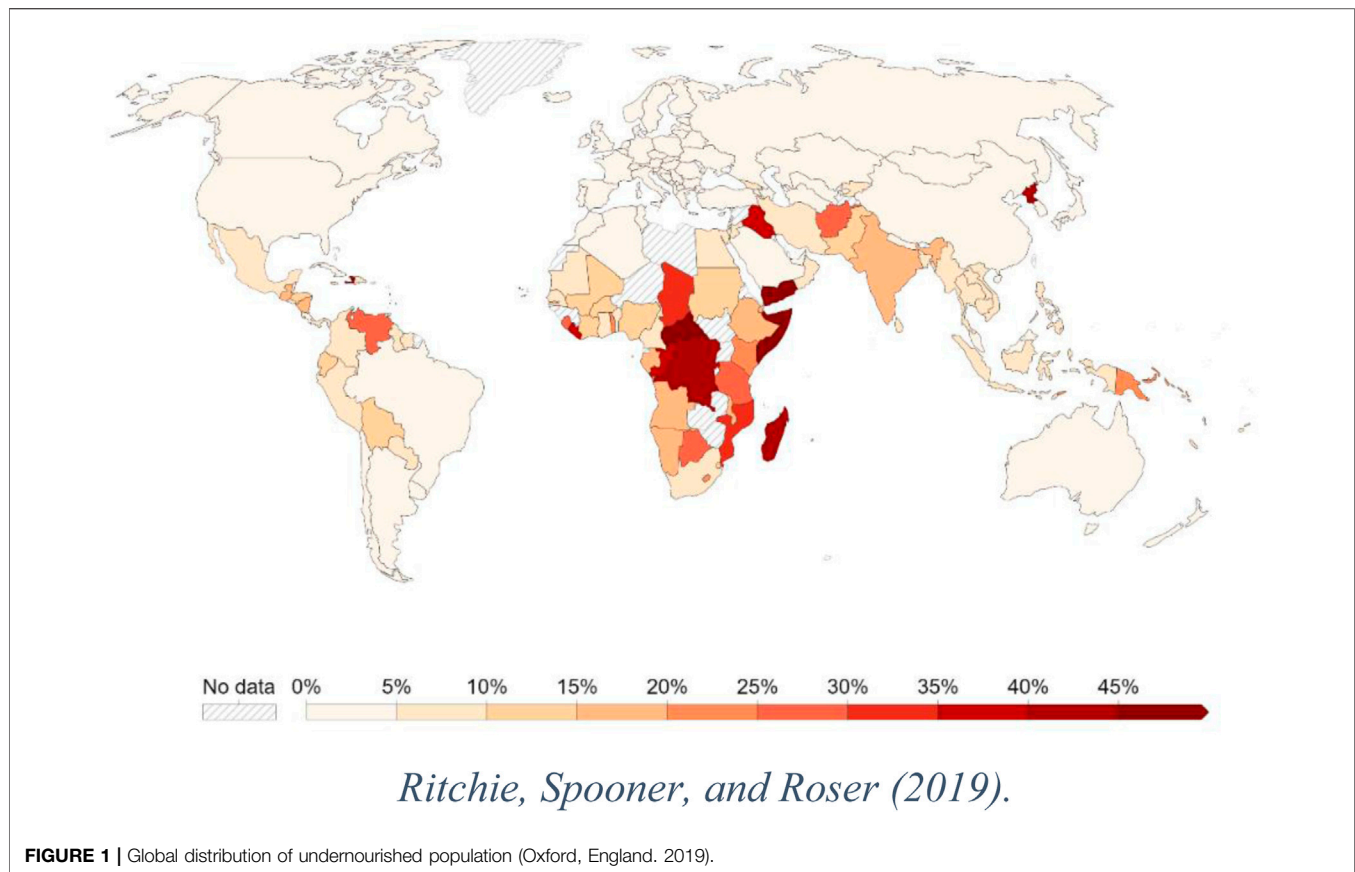 No data 0% 5% 10% 15% 20% 25% 30% 35% 40% 45%
Ritchie, Spooner, and Roser (2019).
FIGURE 1 | Global distribution of undernourished population (Oxford, England. 2019).